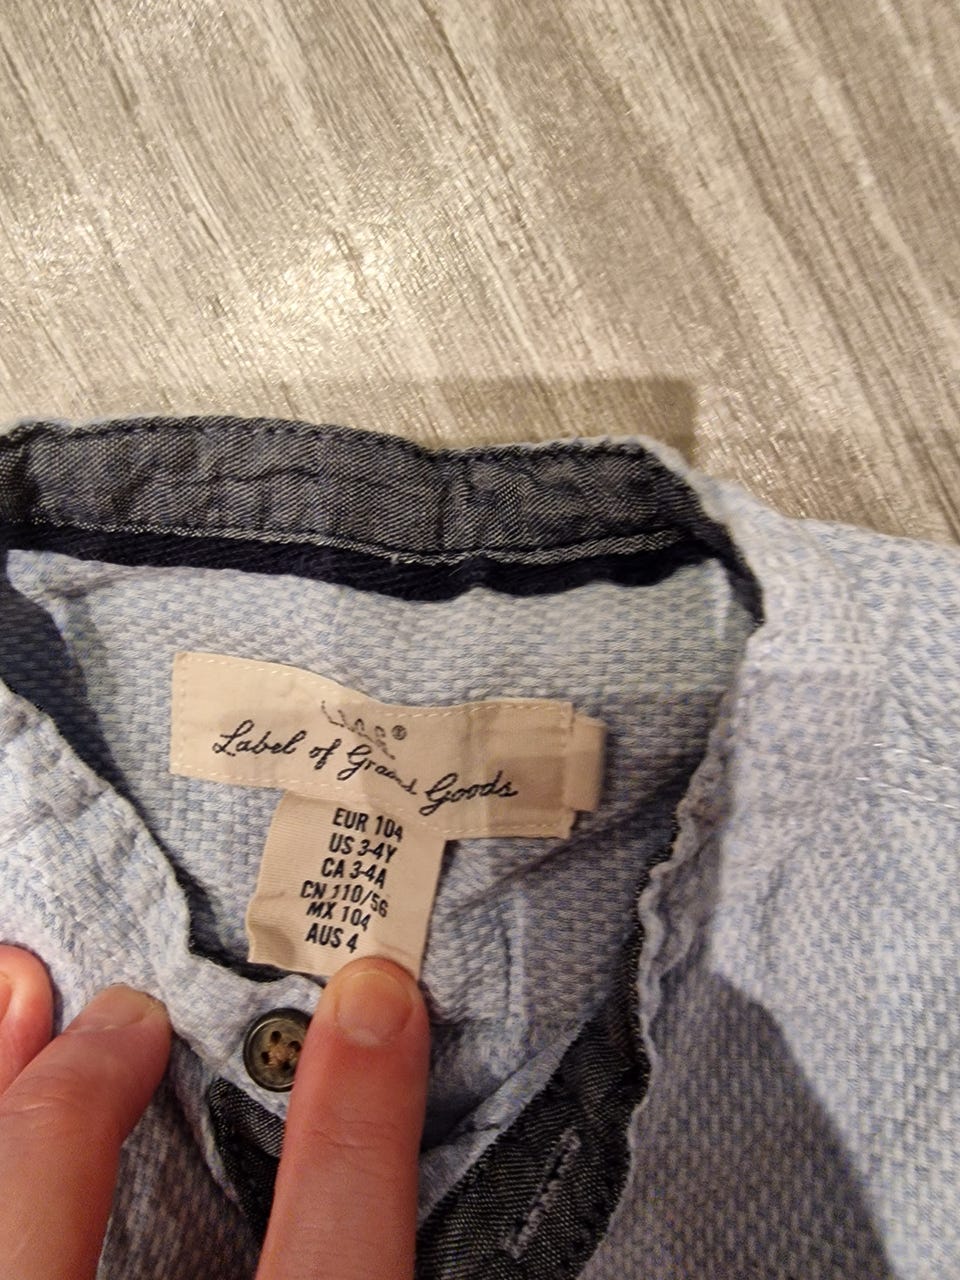 ®
Label of Graded Goods
EUR 104
US 3-4Y
CA 3-4A
CN 110/56
MX 104
AUS 4